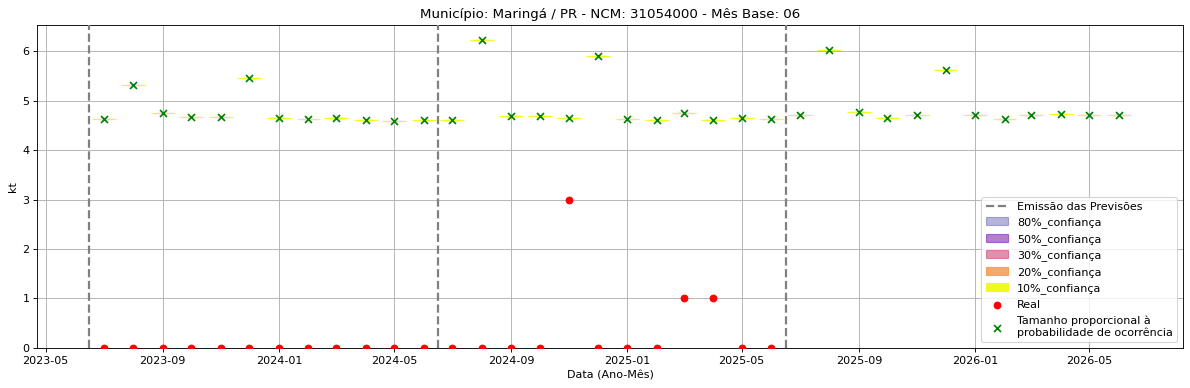 Município: Maringá / PR - NCM: 31054000 - Mês Base: 06
kt
6
5
4
3
2
1
0
2023-05
2023-09
2024-01
2024-05
2024-09
2025-01
2025-05
2025-09
2026-01
2026-05
Data (Ano-Mês)
Emissão das Previsões
80%_confiança
50%_confiança
30%_confiança
20%_confiança
10%_confiança
Real
Tamanho proporcional à
probabilidade de ocorrência